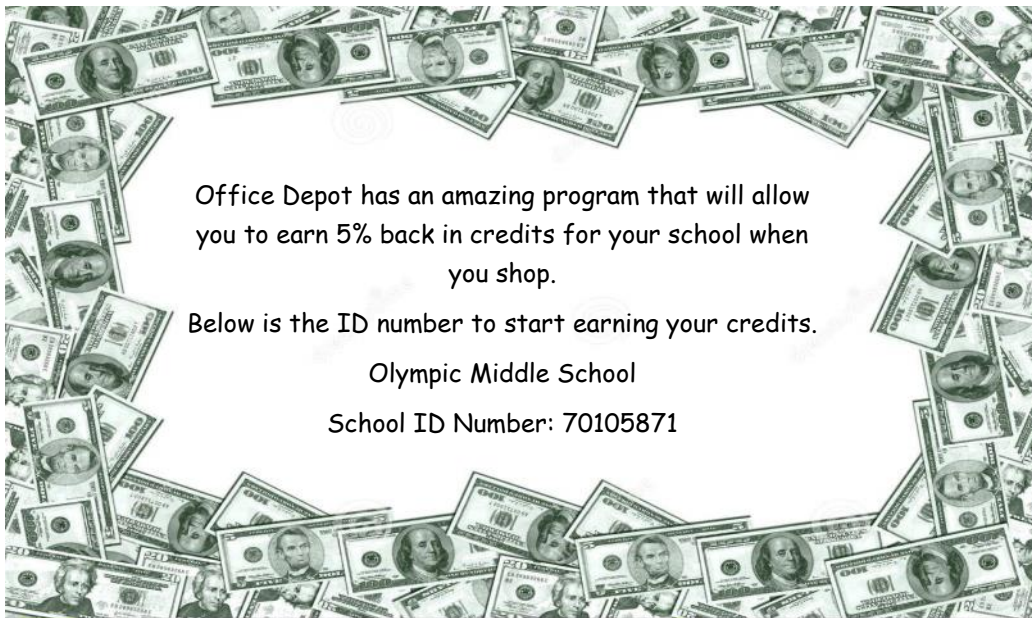 Office Depot has an amazing program that will allow
you to earn 5% back in credits for your school when
you shop.
Below is the ID number to start earning your credits.
Olympic Middle School
School ID Number: 70105871